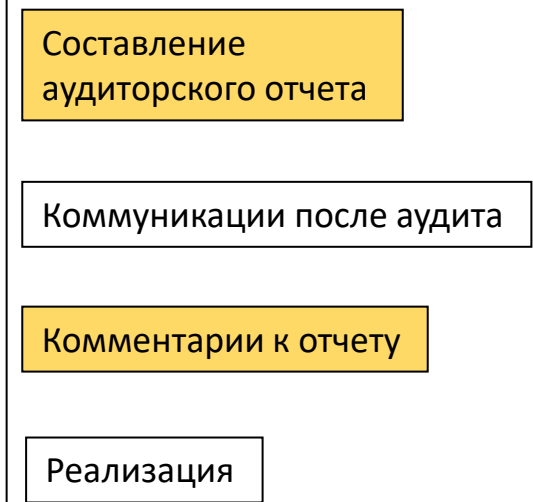 Составление
аудиторского отчета
Коммуникации после аудита
Комментарии к отчету
Реализация